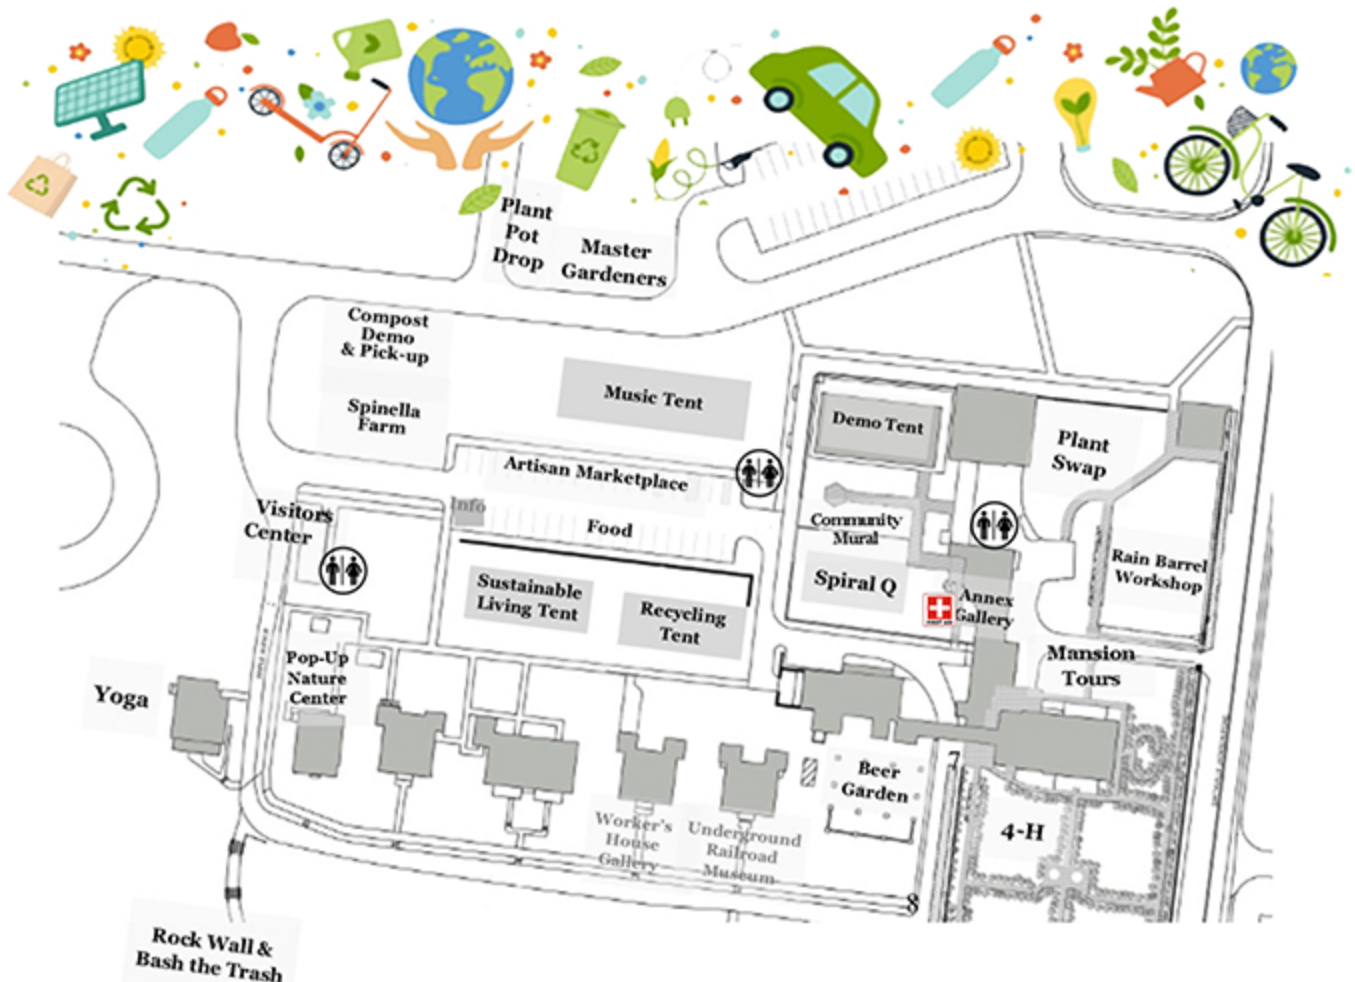 Plant
Pot
Drop
Master
Gardeners
Compost
Demo
& Pick-up
Spinella
Farm
Music Tent
Demo Tent
Plant
Swap
Artisan Marketplace
Info
Food
Visitors
Center
Community
Mural
Spiral Q
Rain Barrel
Workshop
Annex
Gallery
Sustainable
Living Tent
Recycling
Tent
Mansion
Tours
Pop-Up
Nature
Center
Yoga
Beer
Garden
4-H
Worker's
House
Gallery
Underground
Railroad
Museum
Rock Wall &
Bash the Trash